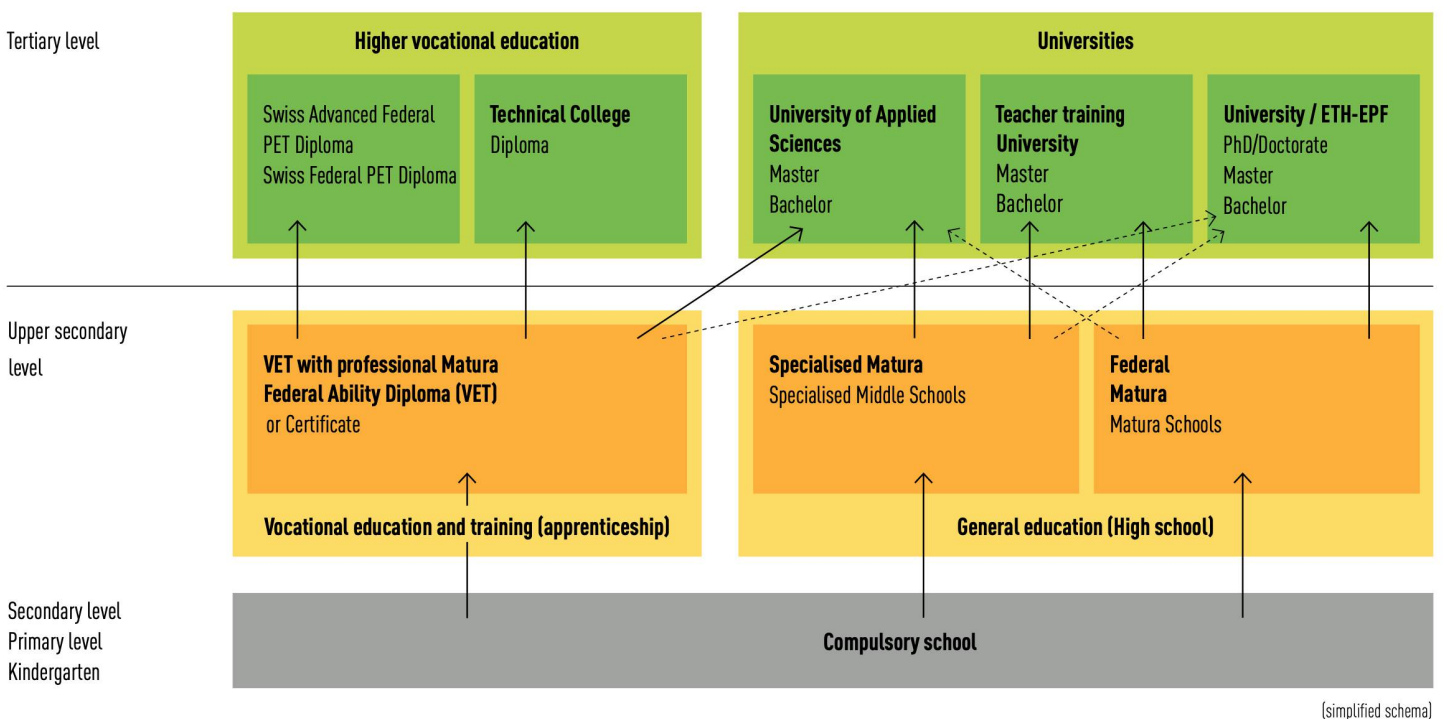 Tertiary level
Higher vocational education
Swiss Advanced Federal
PET Diploma
Swiss Federal PET Diploma
Technical College
Diploma
Universities
University of Applied
Sciences
Master
Bachelor
Teacher training
University
Master
Bachelor
University / ETH-EPF
PhD/Doctorate
Master
Bachelor
Upper secondary
level
VET with professional Matura
Federal Ability Diploma (VET)
or Certificate
Vocational education and training (apprenticeship)
Specialised Matura
Specialised Middle Schools
Federal
Matura
Matura Schools
General education (High school)
Secondary level
Primary level
Kindergarten
Compulsory school
(simplified schema)